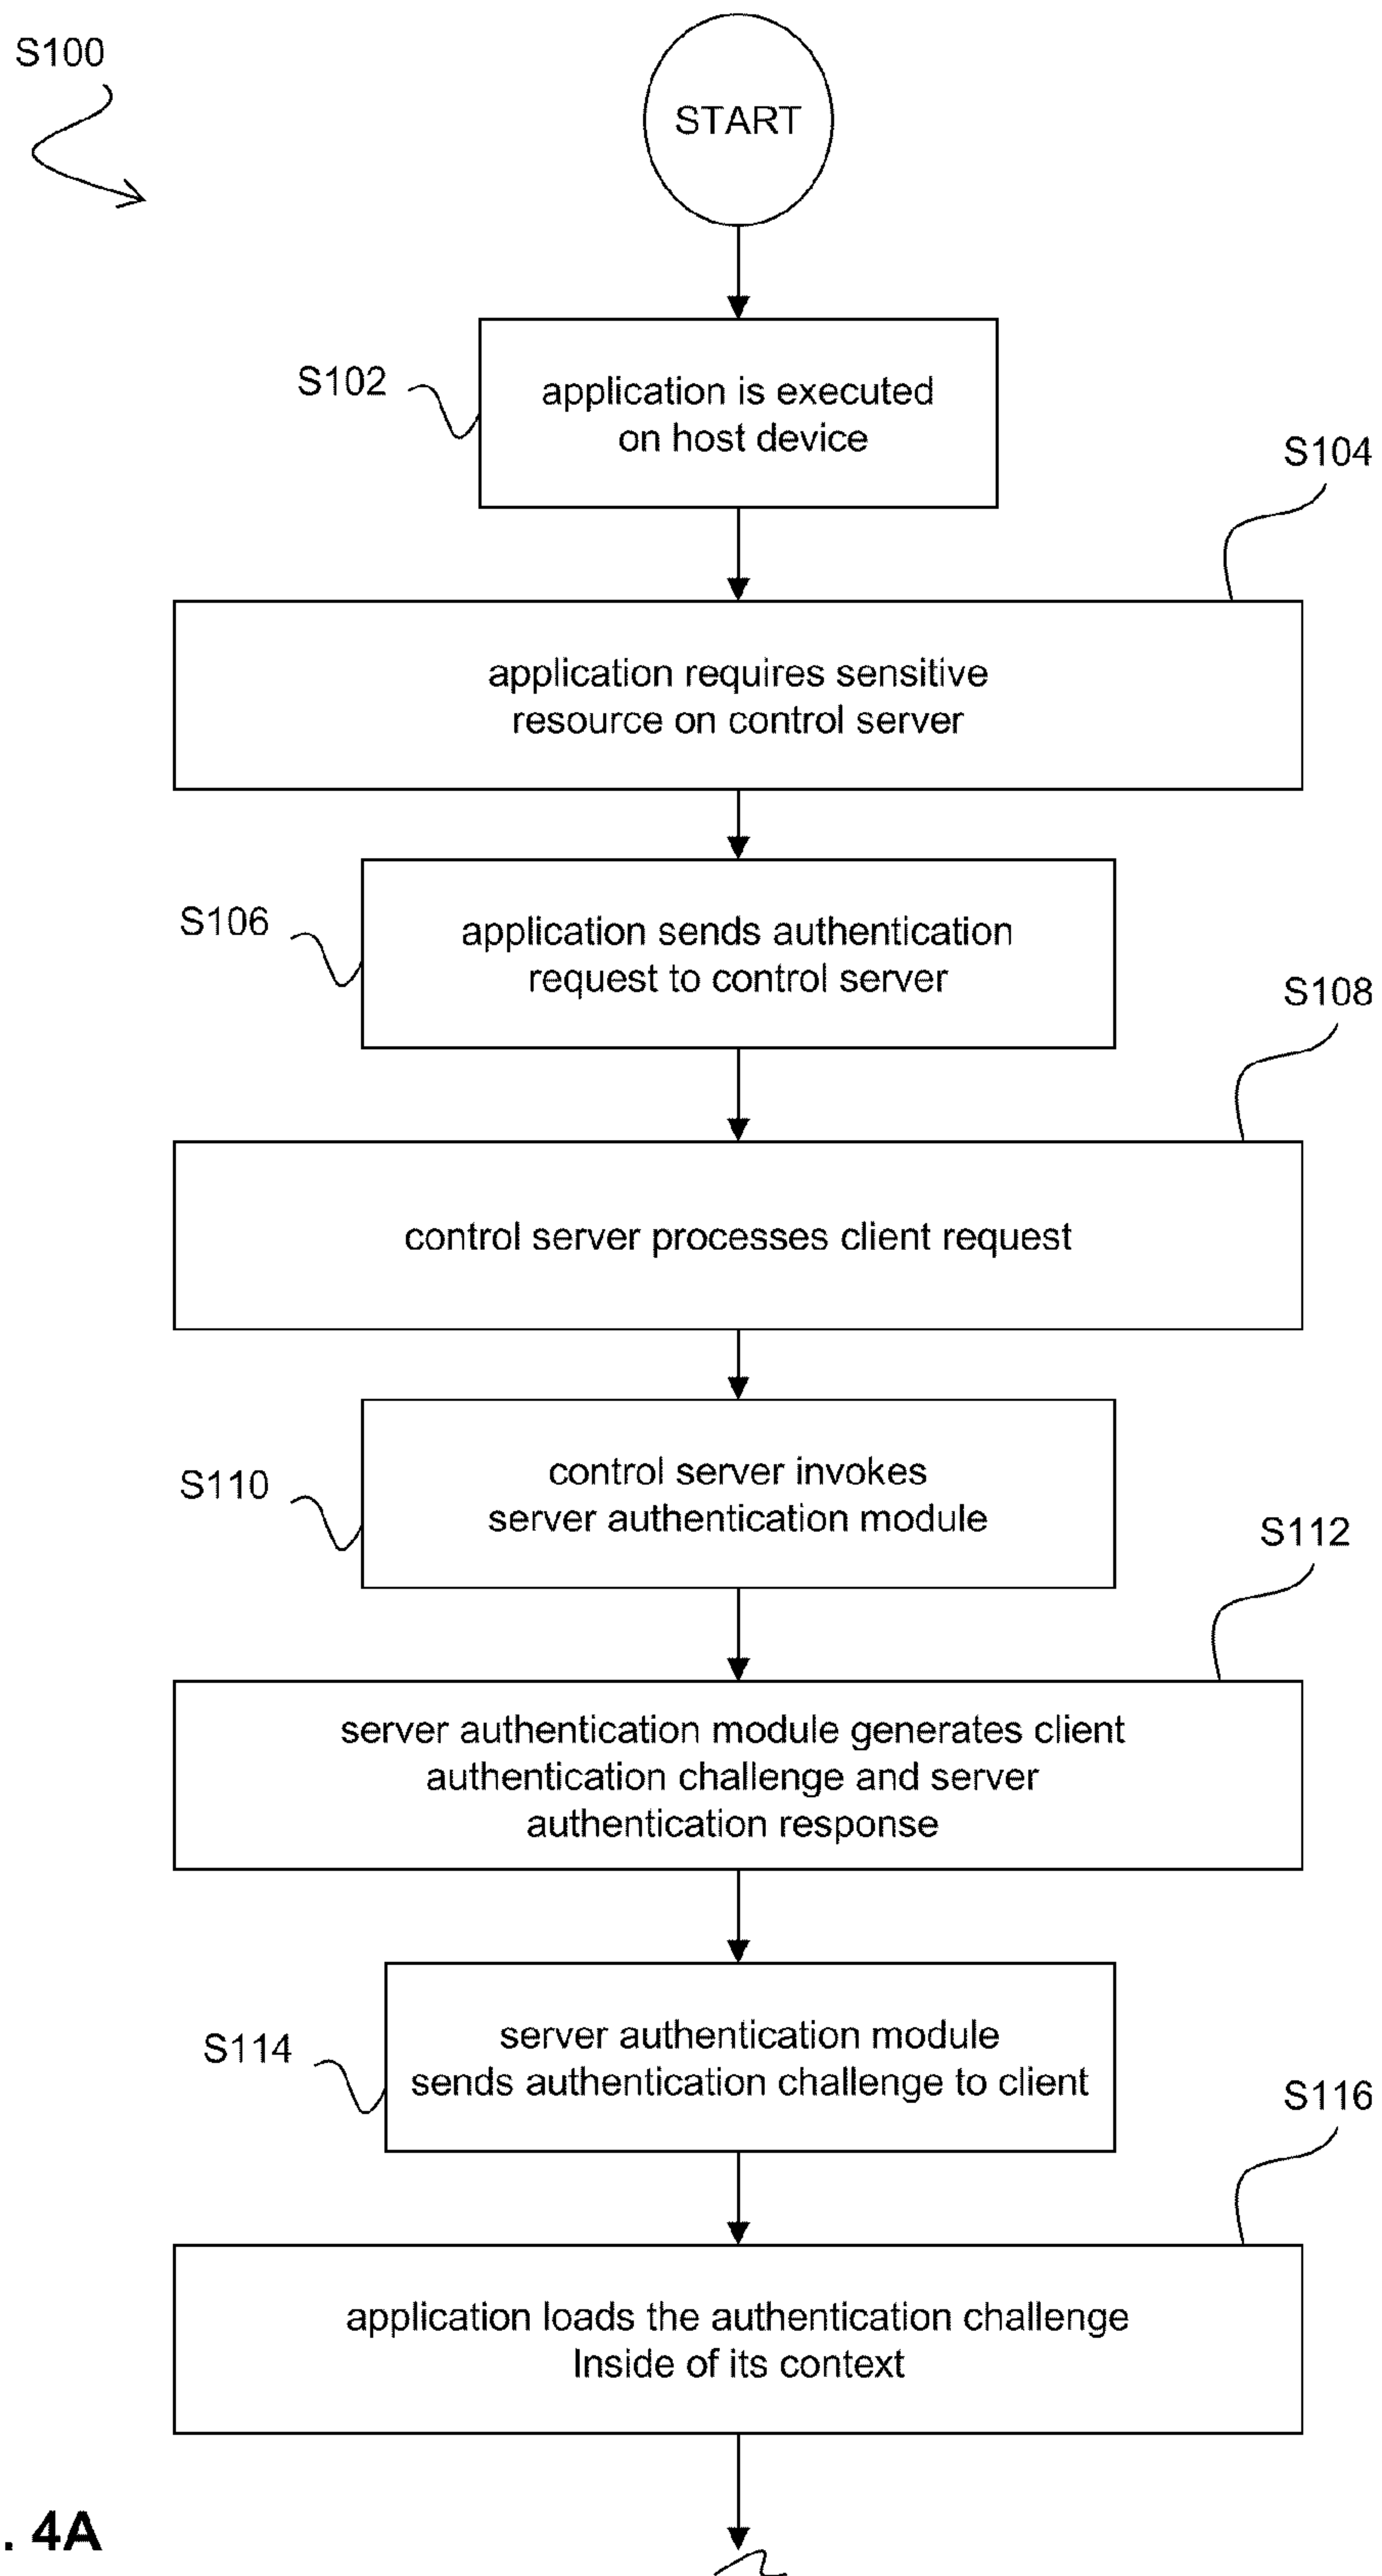 S100
START
S102
application is executed
on host device
S104
application requires sensitive
resource on control server
S106
application sends authentication
request to control server
S108
control server processes client request
S110
control server invokes
server authentication module
S112
server authentication module generates client
authentication challenge and server
authentication response
S114
server authentication module
sends authentication challenge to client
S116
application loads the authentication challenge
Inside of its context
. 4A